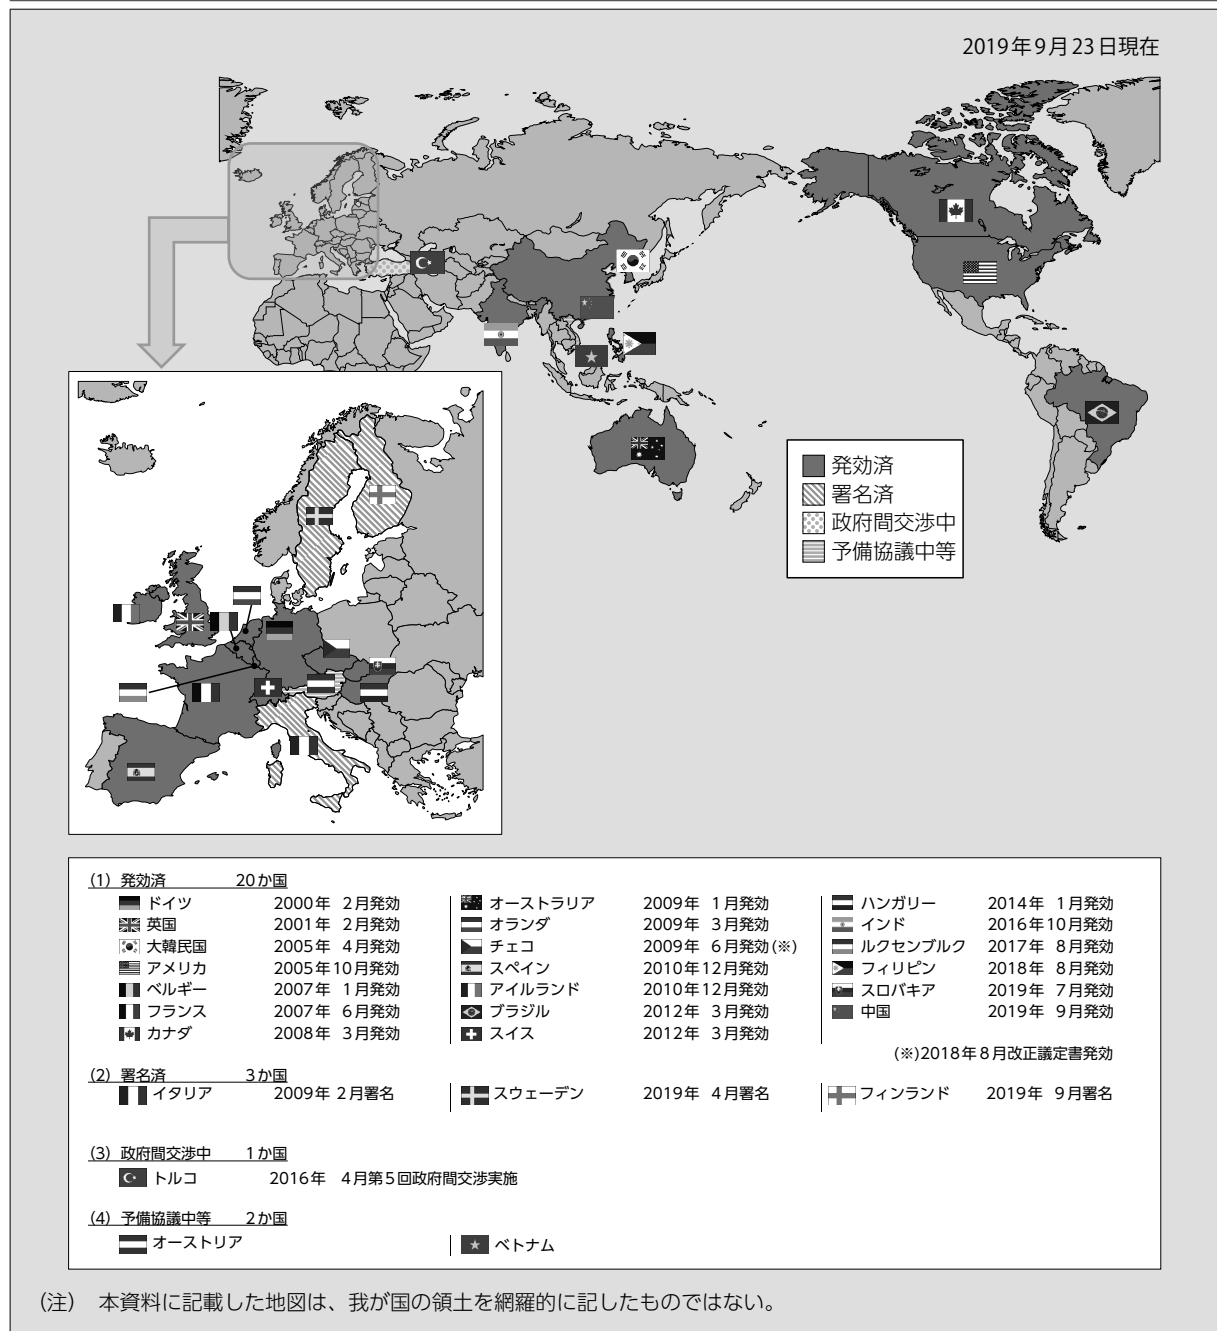 2019年9月23日現在
発効済
署名済
政府間交渉中
予備協議中等
(1) 発効済 20か国
ドイツ 2000年 2月発効 オーストラリア 2009年 1月発効 ハンガリー 2014年 1月発効
英国 2001年 2月発効 オランダ 2009年 3月発効 インド 2016年10月発効
大韓民国 2005年 4月発効 チェコ 2009年 6月発効(※) ルクセンブルク 2017年 8月発効
アメリカ 2005年10月発効 スペイン 2010年12月発効 フィリピン 2018年 8月発効
ベルギー 2007年 1月発効 アイルランド 2010年12月発効 スロバキア 2019年 7月発効
フランス 2007年 6月発効 ブラジル 2012年 3月発効 中国 2019年 9月発効
カナダ 2008年 3月発効 スイス 2012年 3月発効
(※)2018年8月改正議定書発効
(2) 署名済 3か国
イタリア 2009年 2月署名 スウェーデン 2019年 4月署名 フィンランド 2019年 9月署名
(3) 政府間交渉中 1か国
トルコ 2016年 4月第5回政府間交渉実施
(4) 予備協議中等 2か国
オーストリア ベトナム
(注) 本資料に記載した地図は、我が国の領土を網羅的に記したものではない。